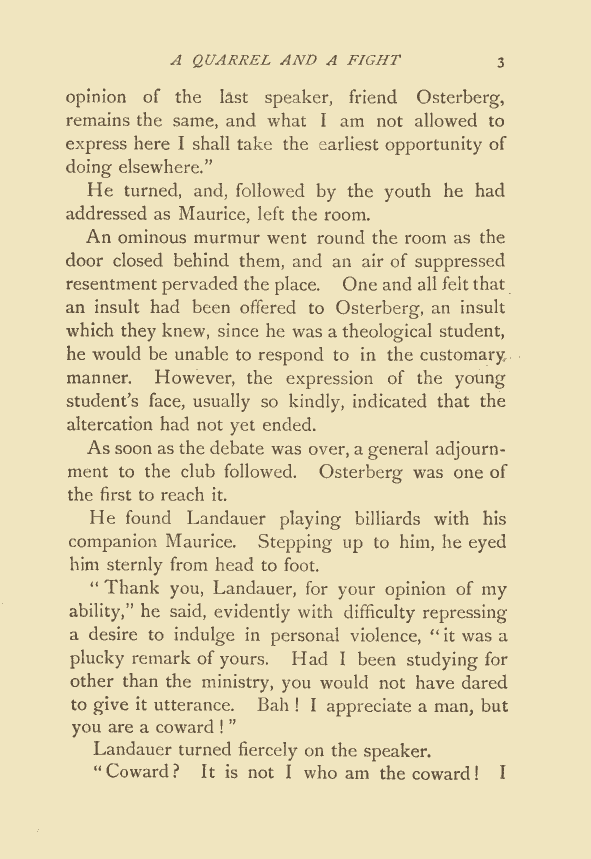 A QUARREL AND A FIGHT 3
opinion of the last speaker, friend Osterberg,
remains the same, and what I am not allowed to
express here I shall take the earliest opportunity of
doing elsewhere.”
He turned, and, followed by the youth he had
addressed as Maurice, left the room.
An ominous murmur went round the room as the
door closed behind them, and an air of suppressed
resentment pervaded the place. One and all felt that
an insult had been offered to Osterberg, an insult
which they knew, since he was a theological student,
he would be unable to respond to in the customary
manner. However, the expression of the young
student’s face, usually so kindly, indicated that the
altercation had not yet ended.
As soon as the debate was over, a general adjourn-
ment to the club followed. Osterberg was one of
the first to reach it.
He found Landauer playing billiards with his
companion Maurice. Stepping up to him, he eyed
him sternly from head to foot.
“Thank you, Landauer, for your opinion of my
ability,” he said, evidently with difficulty repressing
a desire to indulge in personal violence, “it was a
plucky remark of yours. Had I been studying for
other than the ministry, you would not have dared
to give it utterance. Bah! I appreciate a man, but
you are a coward!”
Landauer turned fiercely on the speaker.
“Coward? It is not I who am the coward! I